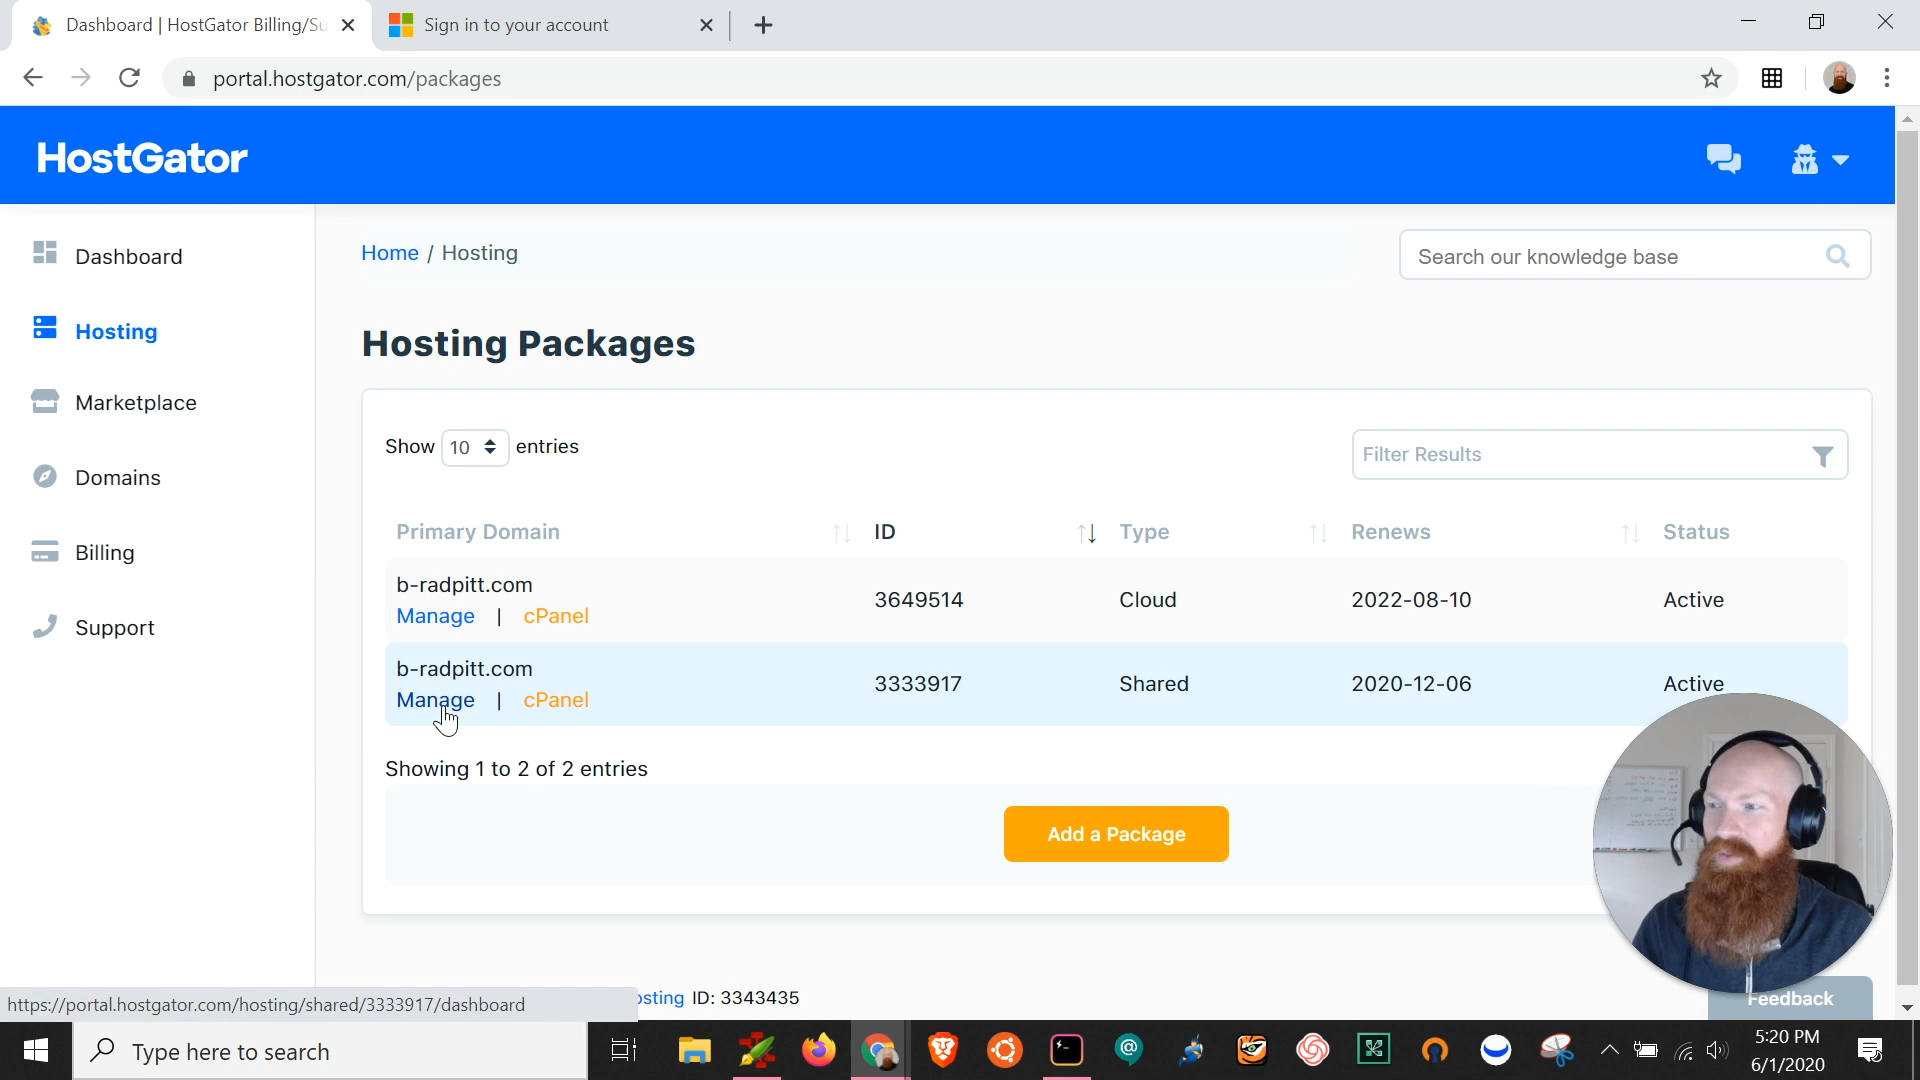 Dashboard | HostGator Billing/Su
Sign in to your account
portal.hostgator.com/packages
HostGator
Dashboard
Hosting
Marketplace
Domains
Billing
Support
Home / Hosting
Search our knowledge base
Hosting Packages
Show 10 entries
Filter Results
Primary Domain ID Type Renews Status
b-radpitt.com
Manage | cPanel
3649514 Cloud 2022-08-10 Active
b-radpitt.com
Manage | cPanel
3333917 Shared 2020-12-06 Active
Showing 1 to 2 of 2 entries
Add a Package
osting ID: 3343435
Feedback
https://portal.hostgator.com/hosting/shared/3333917/dashboard
Type here to search
5:20 PM
6/1/2020